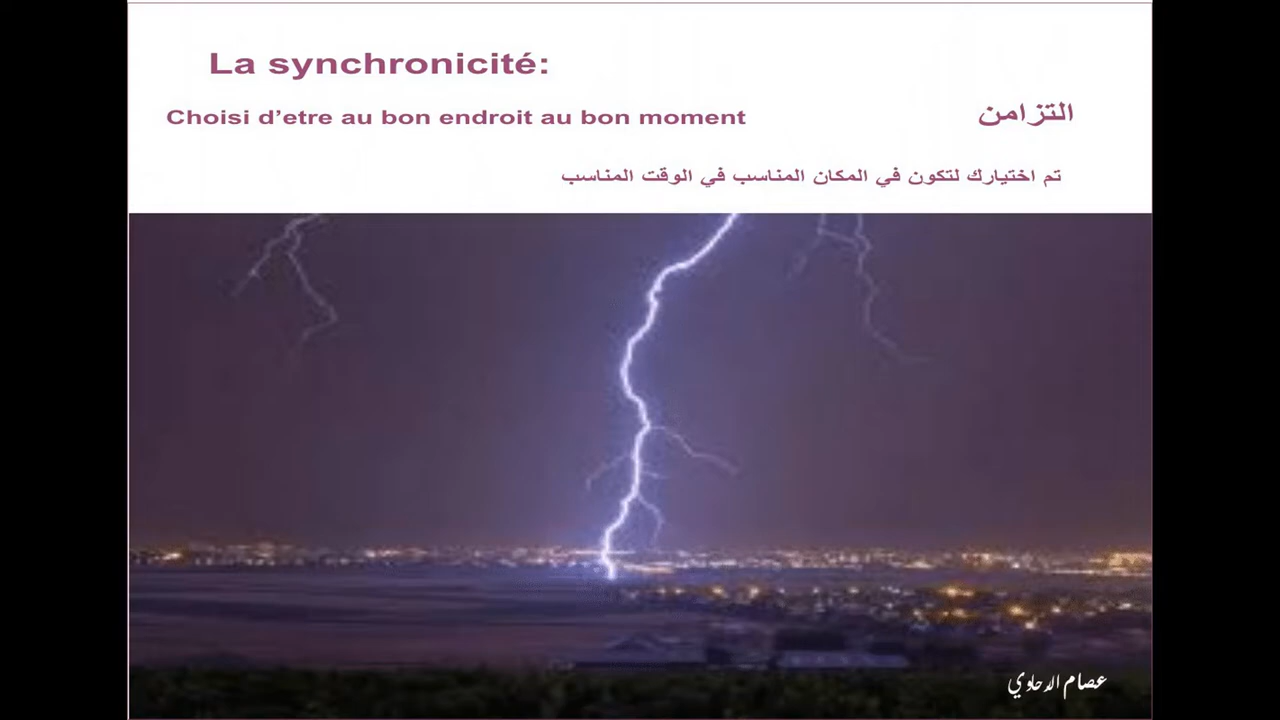 La synchronicité:
Choisi d’etre au bon endroit au bon moment
التزامن
تم اختيارك لتكون في المكان المناسب في الوقت المناسب
عصام الدحاوي